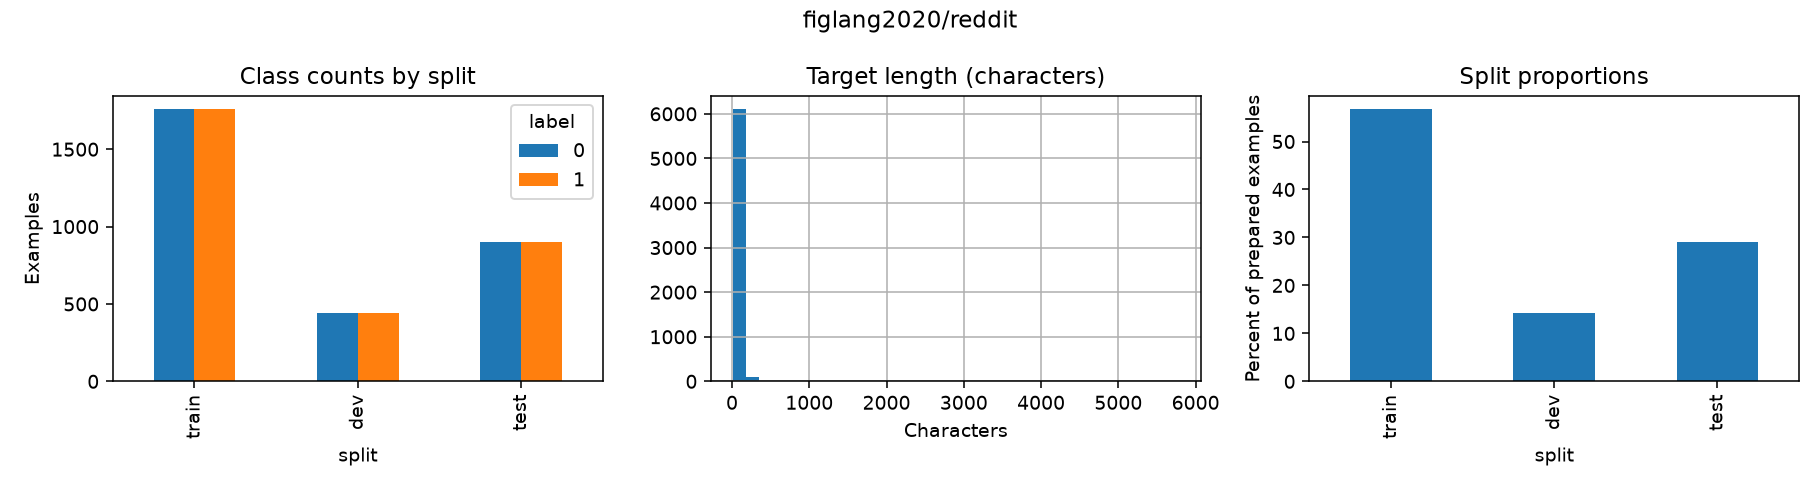 figlang2020/reddit
Class counts by split
Examples
1500
1000
500
0
label
0
1
train
dev
test
split
Target length (characters)
6000
5000
4000
3000
2000
1000
0
0 1000 2000 3000 4000 5000 6000
Characters
Split proportions
Percent of prepared examples
50
40
30
20
10
0
train
dev
test
split